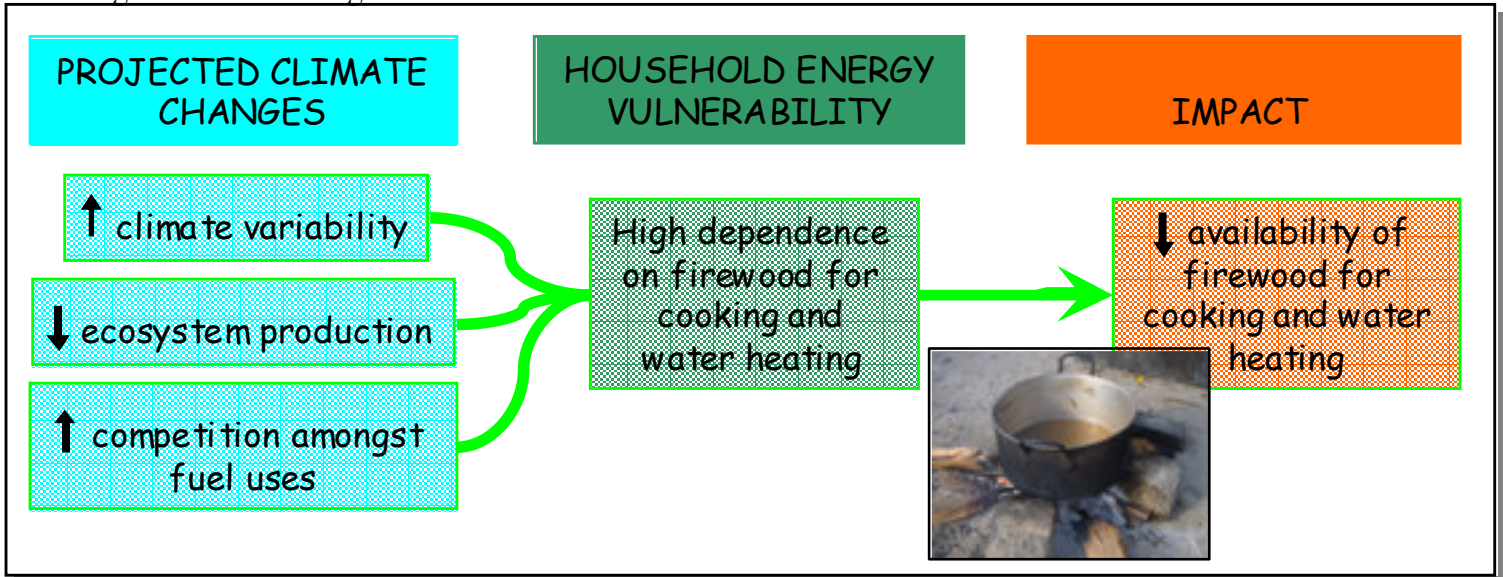 PROJECTED CLIMATE
CHANGES
HOUSEHOLD ENERGY
VULNERABILITY
IMPACT
↑ climate variability
↓ ecosystem production
↑ competition amongst
fuel uses
High dependence
on firewood for
cooking and
water heating
↓ availability of
firewood for
cooking and water
heating